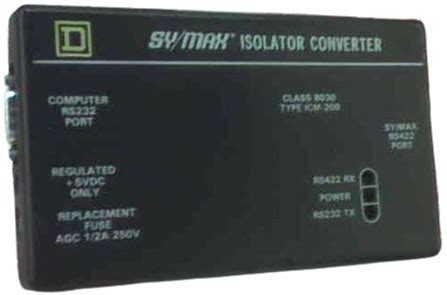 D
SY/MAX™ ISOLATOR CONVERTER
COMPUTER
RS232
PORT
CLASS 8030
TYPE ICM-200
SY/MAX
RS422
PORT
REGULATED
+5VDC
ONLY
REPLACEMENT
FUSE
AGC 1/2A 250V
RS422 RX
POWER
RS232 TX